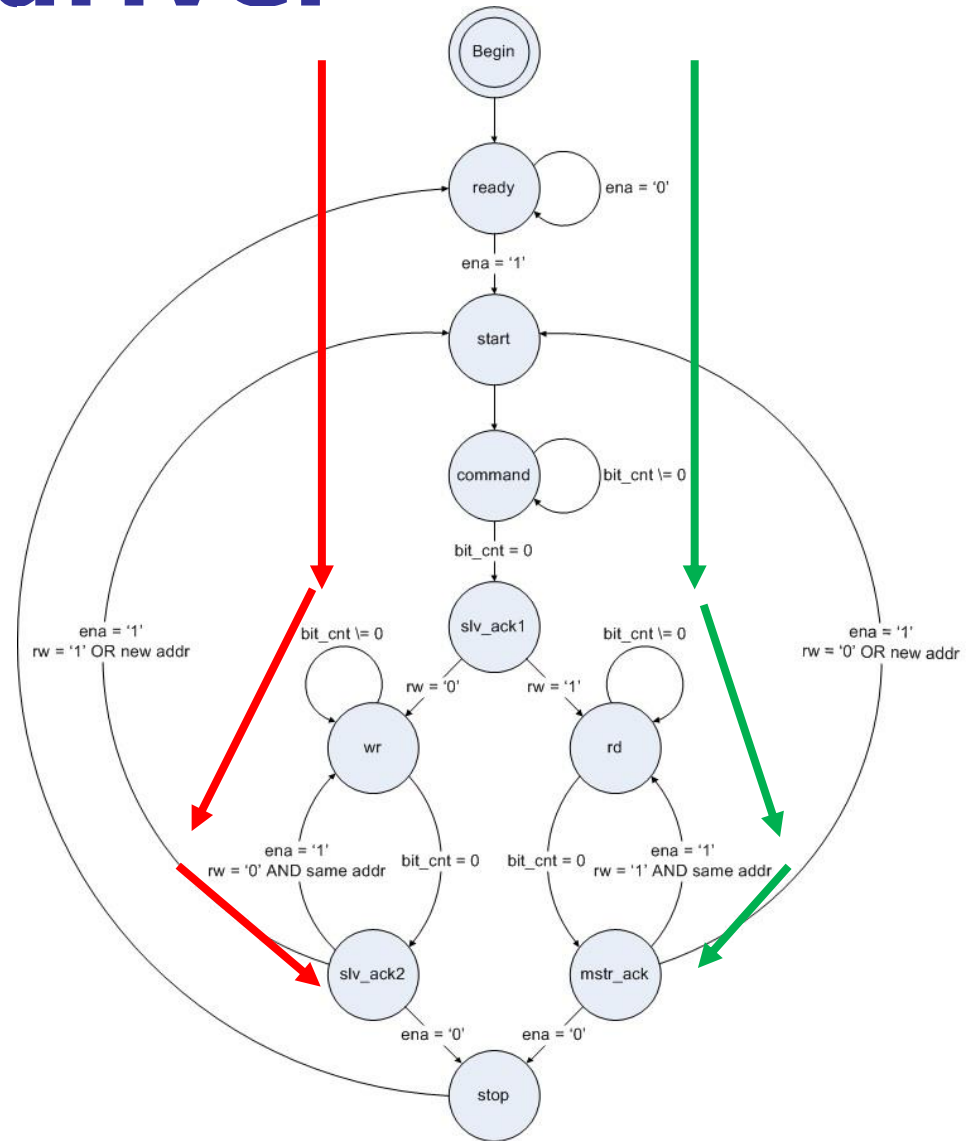 driver
Begin
ready
ena = ‘0’
ena = ‘1’
start
command
bit_cnt \= 0
bit_cnt = 0
slv_ack1
ena = ‘1’
rw = ‘1’ OR new addr
bit_cnt \= 0
bit_cnt \= 0
ena = ‘1’
rw = ‘0’ OR new addr
rw = ‘0’
rw = ‘1’
wr
rd
ena = ‘1’
rw = ‘0’ AND same addr
bit_cnt = 0
bit_cnt = 0
ena = ‘1’
rw = ‘1’ AND same addr
slv_ack2
mstr_ack
ena = ‘0’
ena = ‘0’
stop